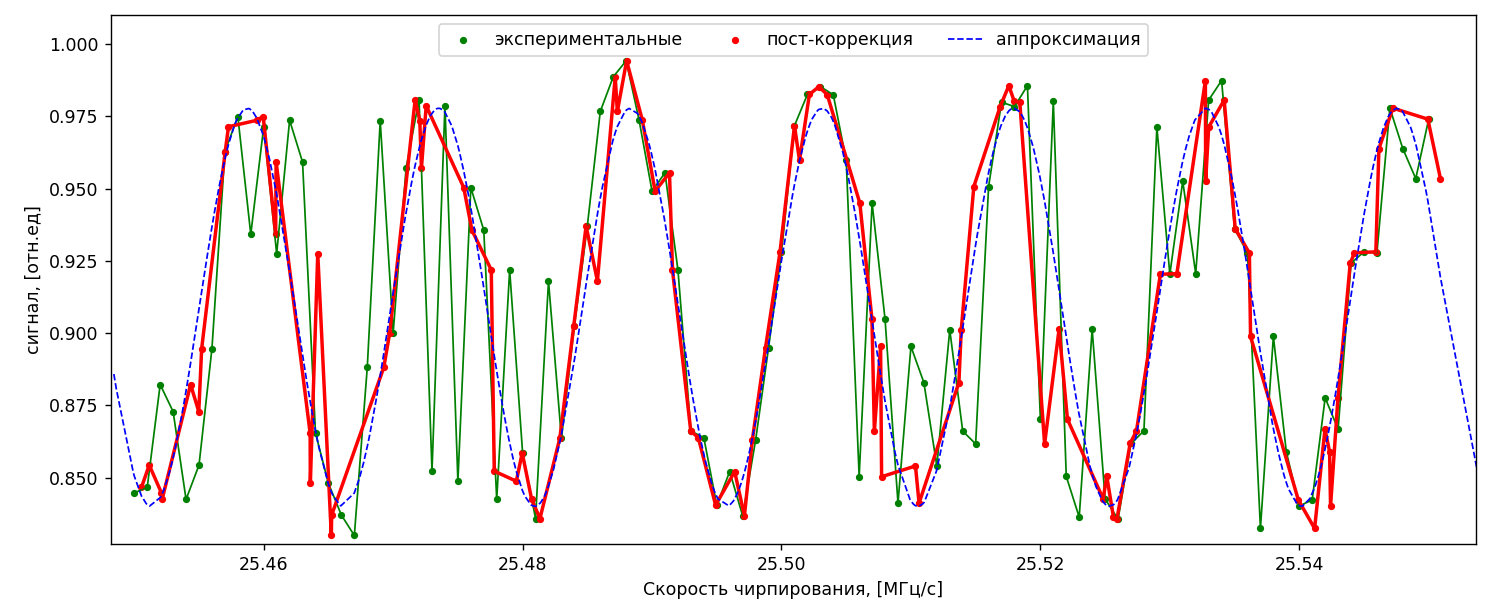 экспериментальные пост-коррекция аппроксимация
сигнал, [отн.ед]
1.000
0.975
0.950
0.925
0.900
0.875
0.850
25.46 25.48 25.50 25.52 25.54
Скорость чирпирования, [МГц/с]